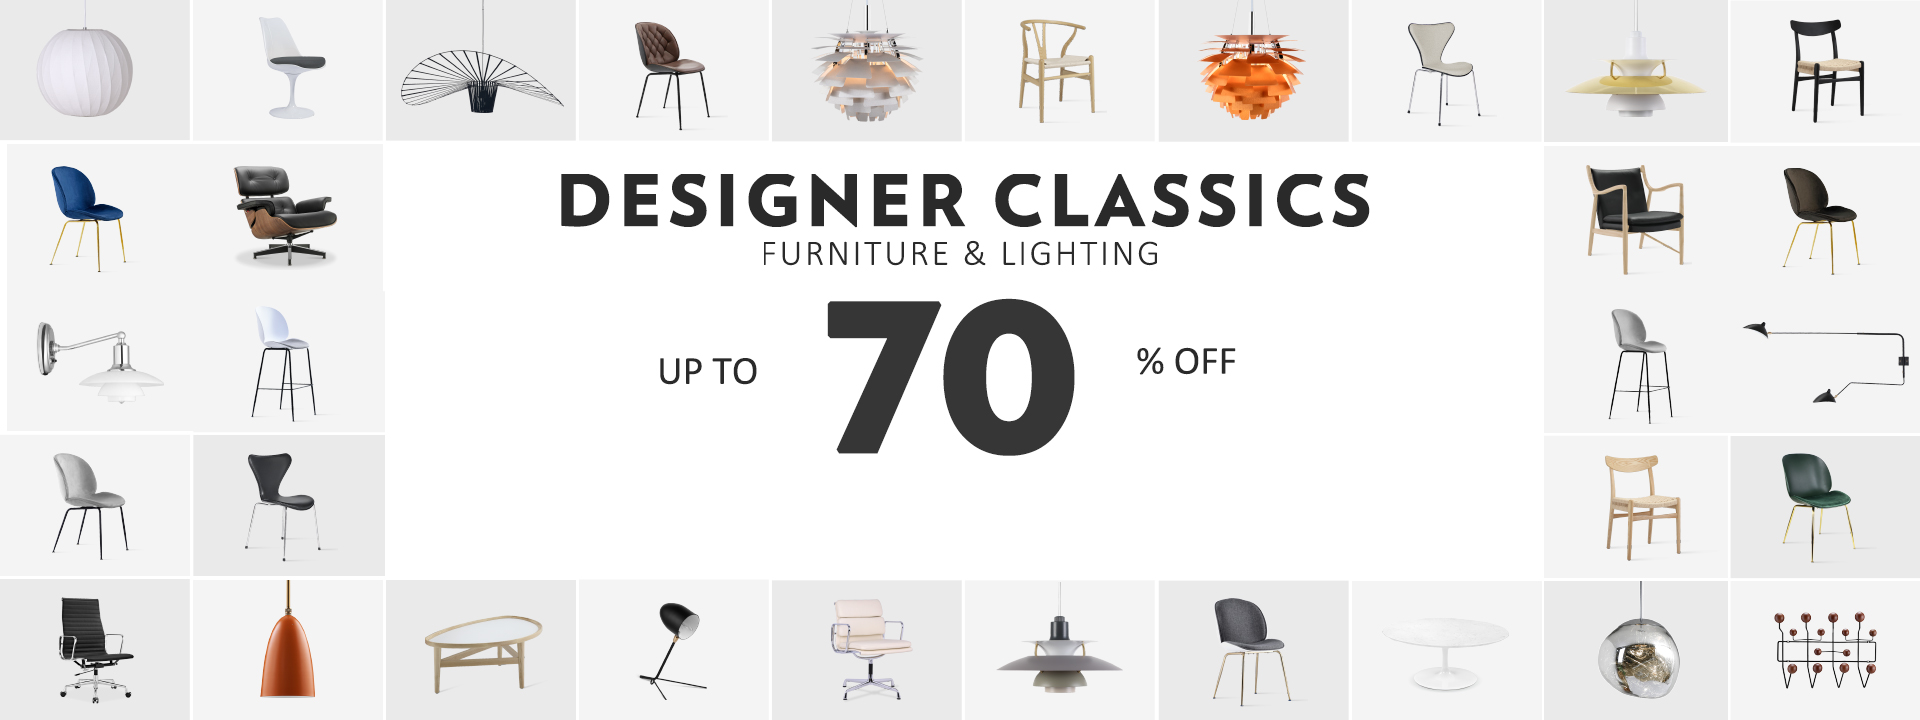 DESIGNER CLASSICS
FURNITURE & LIGHTING
UP TO 70 % OFF